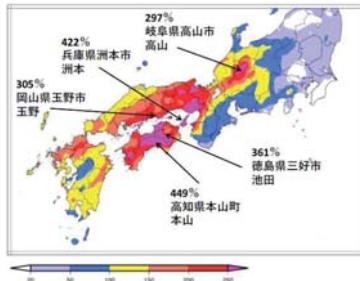 297%
岐阜県高山市
高山
422%
兵庫県洲本市
洲本
305%
岡山県玉野市
玉野
361%
徳島県三好市
池田
449%
高知県本山町
本山